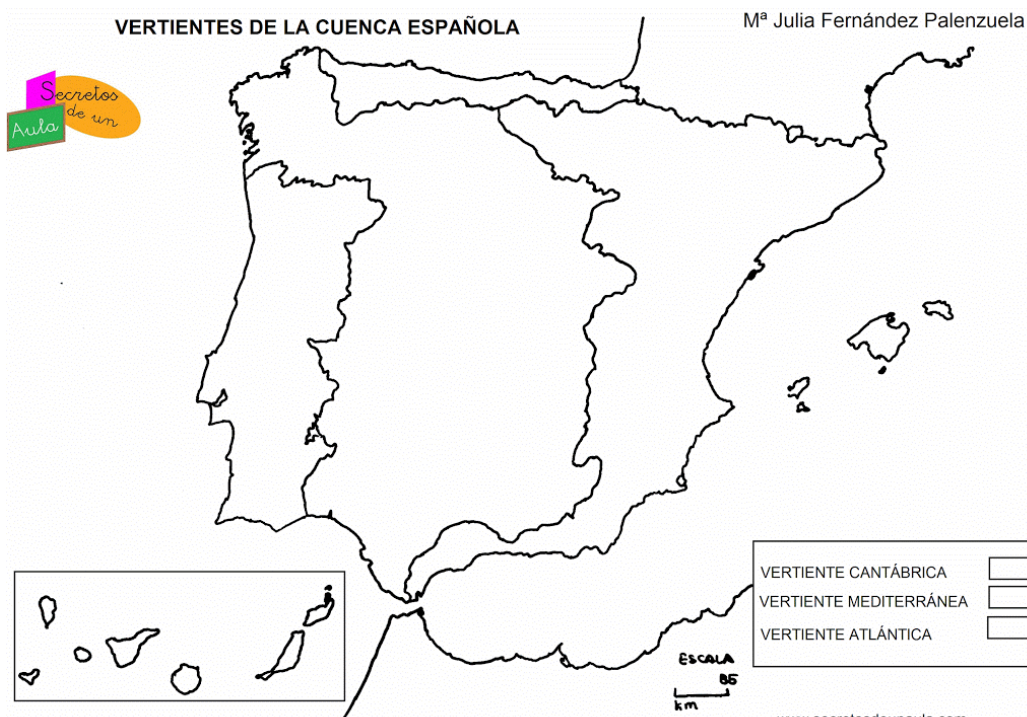 VERTIENTES DE LA CUENCA ESPAÑOLA
Mª Julia Fernández Palenzuela
Secretos
de un
Aula
VERTIENTE CANTÁBRICA
VERTIENTE MEDITERRÁNEA
VERTIENTE ATLÁNTICA
ESCALA
85
km